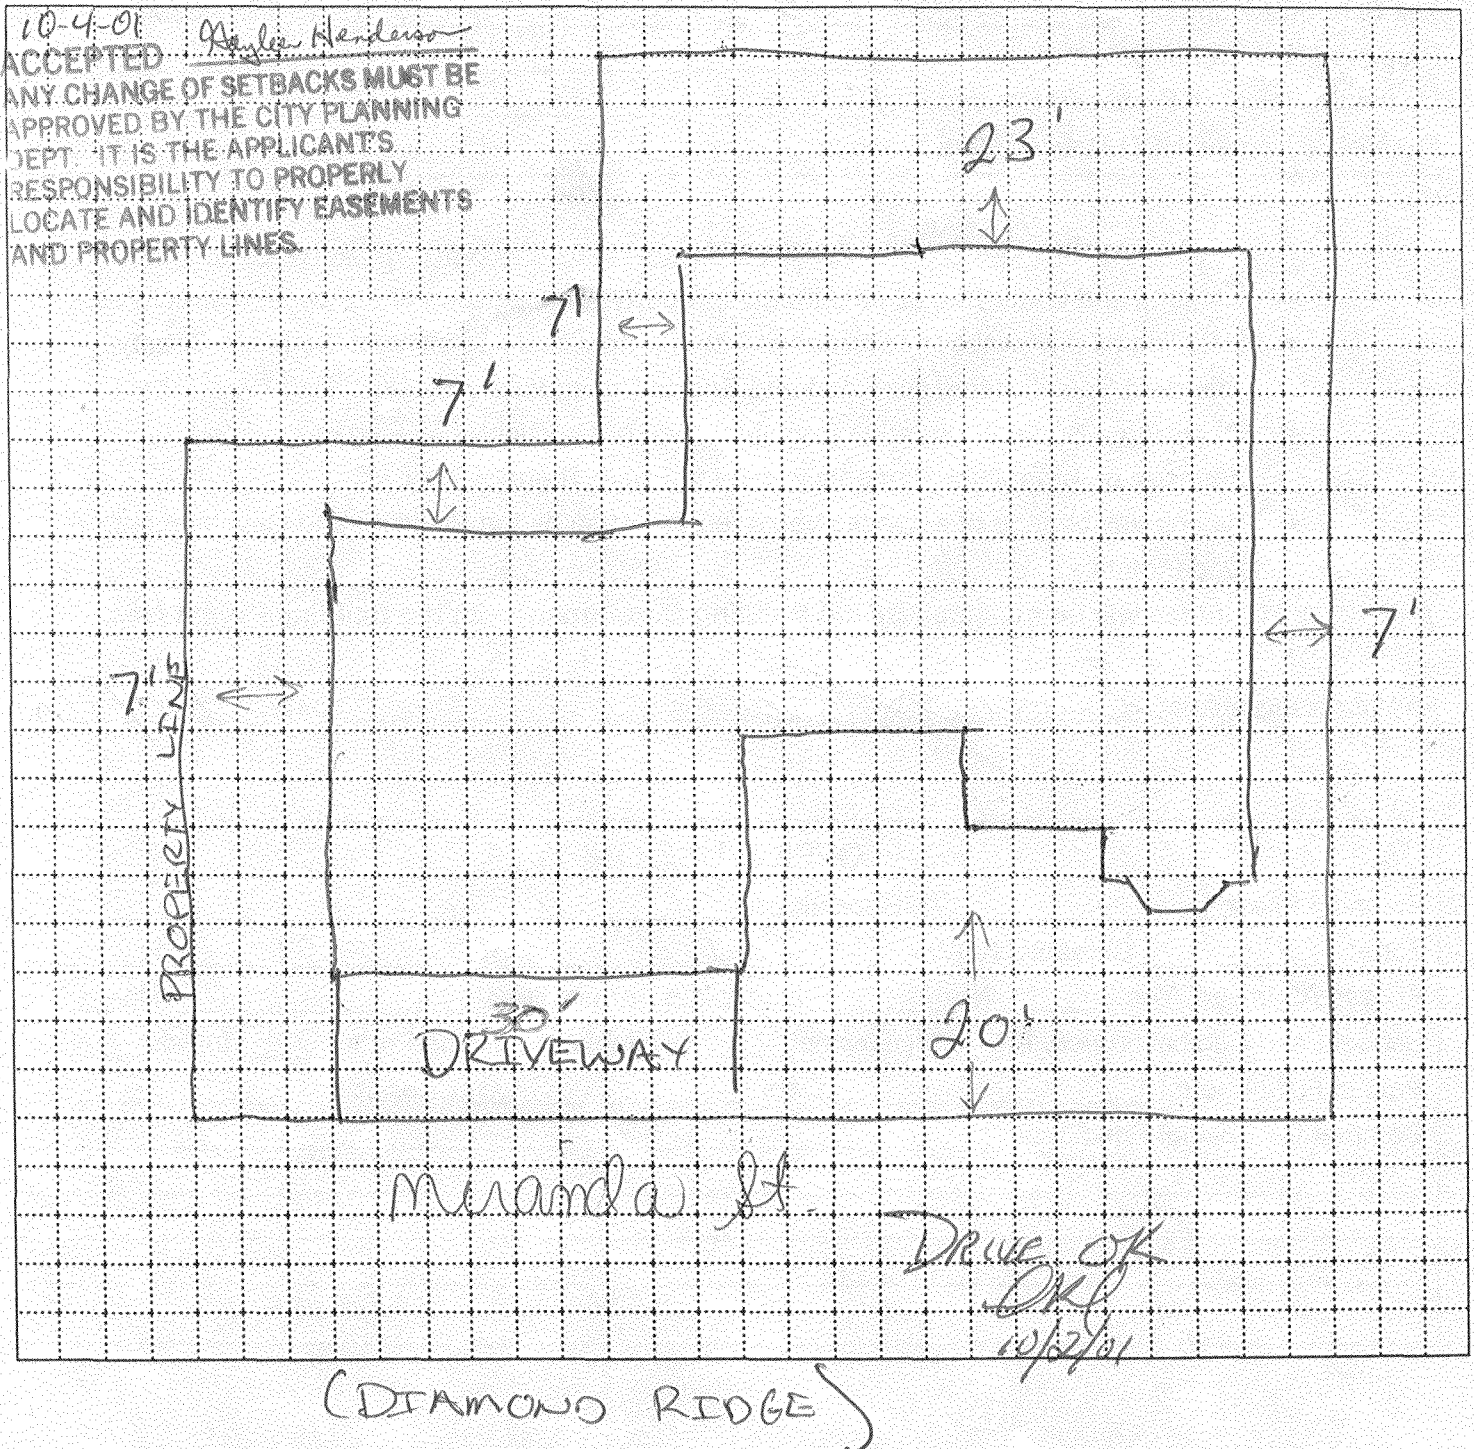 10-4-01 Haylee Henderson
ACCEPTED
ANY CHANGE OF SETBACKS MUST BE
APPROVED BY THE CITY PLANNING
DEPT. IT IS THE APPLICANT'S
RESPONSIBILITY TO PROPERLY
LOCATE AND IDENTIFY EASEMENTS
AND PROPERTY LINES.
23'
7'
7'
7'
7'
PROPERTY LINE
30'
DRIVEWAY
20'
Miranda St.
DRIVE OK
10/2/01
(DIAMOND RIDGE)